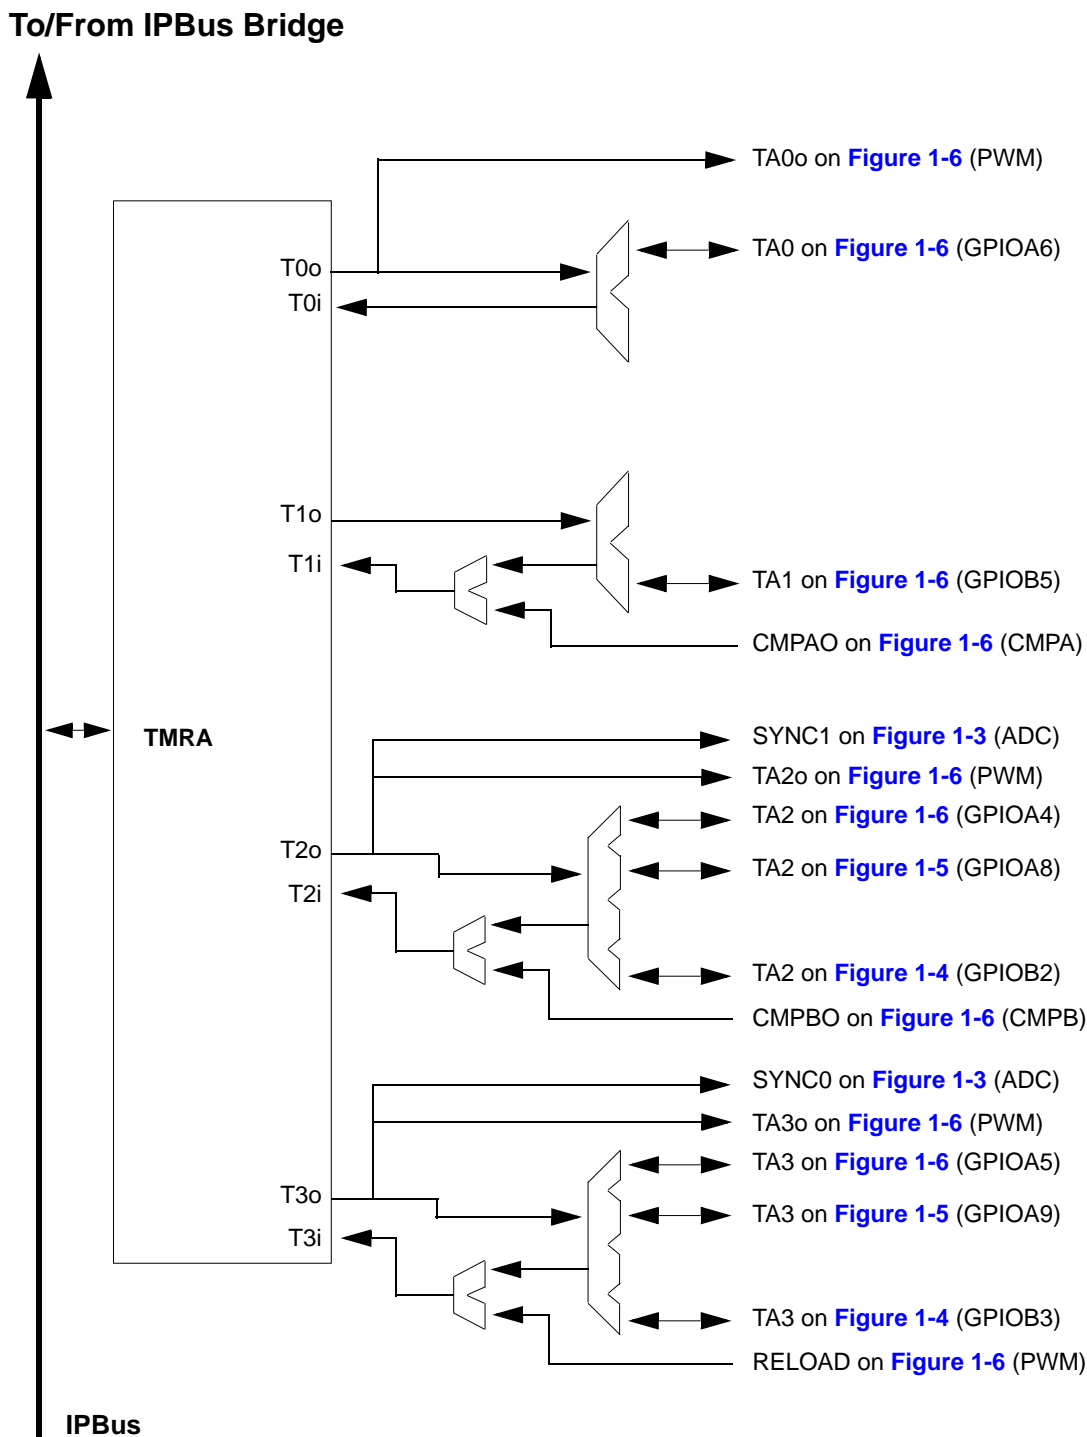 To/From IPBus Bridge
TA0o on Figure 1-6 (PWM)
TA0 on Figure 1-6 (GPIOA6)
T0o
T0i
T1o
T1i
TA1 on Figure 1-6 (GPIOB5)
CMPAO on Figure 1-6 (CMPA)
TMRA
SYNC1 on Figure 1-3 (ADC)
TA2o on Figure 1-6 (PWM)
TA2 on Figure 1-6 (GPIOA4)
T2o
TA2 on Figure 1-5 (GPIOA8)
T2i
TA2 on Figure 1-4 (GPIOB2)
CMPBO on Figure 1-6 (CMPB)
SYNC0 on Figure 1-3 (ADC)
TA3o on Figure 1-6 (PWM)
TA3 on Figure 1-6 (GPIOA5)
T3o
TA3 on Figure 1-5 (GPIOA9)
T3i
TA3 on Figure 1-4 (GPIOB3)
RELOAD on Figure 1-6 (PWM)
IPBus